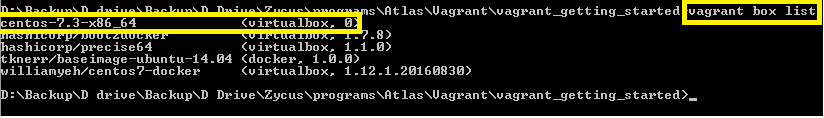 D:\Backup\D drive\Backup\D Drive\Zycus\programs\Atlas\Vagrant\vagrant_getting_started>vagrant box list
centos-7.3-x86_64 (virtualbox, 0)
hashicorp/boot2docker (virtualbox, 1.7.8)
hashicorp/precise64 (virtualbox, 1.1.0)
tknerr/baseimage-ubuntu-14.04 (docker, 1.0.0)
williamyeh/centos7-docker (virtualbox, 1.12.1.20160830)
D:\Backup\D drive\Backup\D Drive\Zycus\programs\Atlas\Vagrant\vagrant_getting_started>_